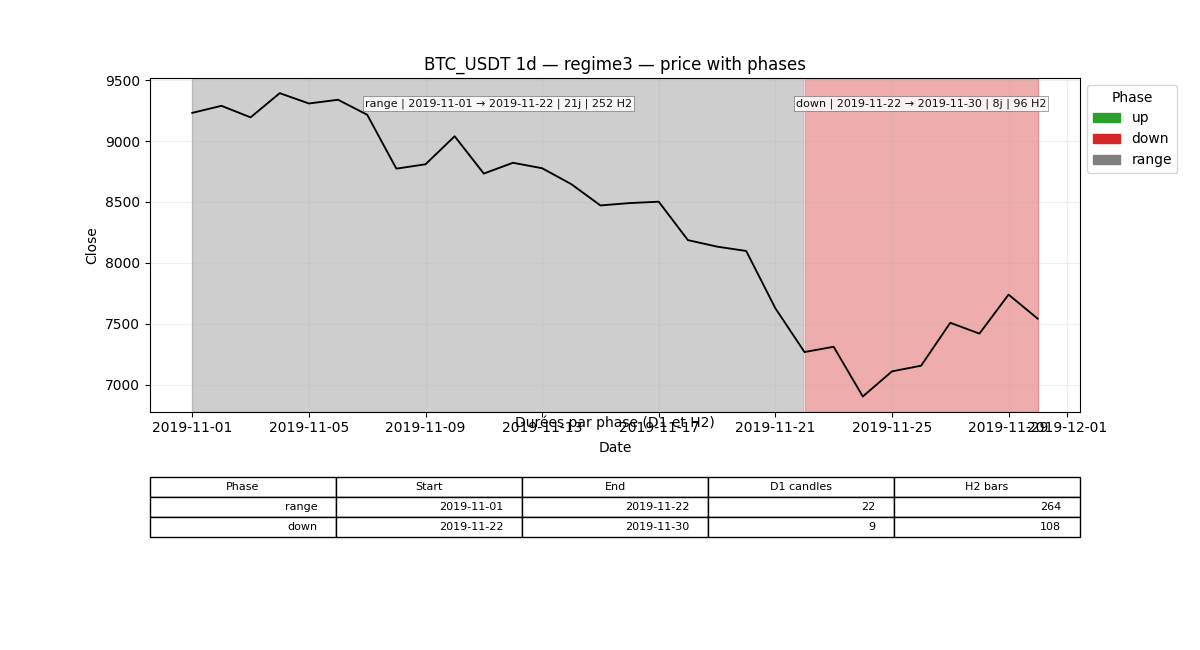 BTC_USDT 1d — regime3 — price with phases
9500
9000
8500
8000
7500
7000
Close
range | 2019-11-01 → 2019-11-22 | 21j | 252 H2
down | 2019-11-22 → 2019-11-30 | 8j | 96 H2
Phase
up
down
range
Durées par phase (D1 et H2)
2019-11-01 2019-11-05 2019-11-09 2019-11-13 2019-11-17 2019-11-21 2019-11-25 2019-11-29 2019-12-01
Date
Phase Start End D1 candles H2 bars
range 2019-11-01 2019-11-22 22 264
down 2019-11-22 2019-11-30 9 108